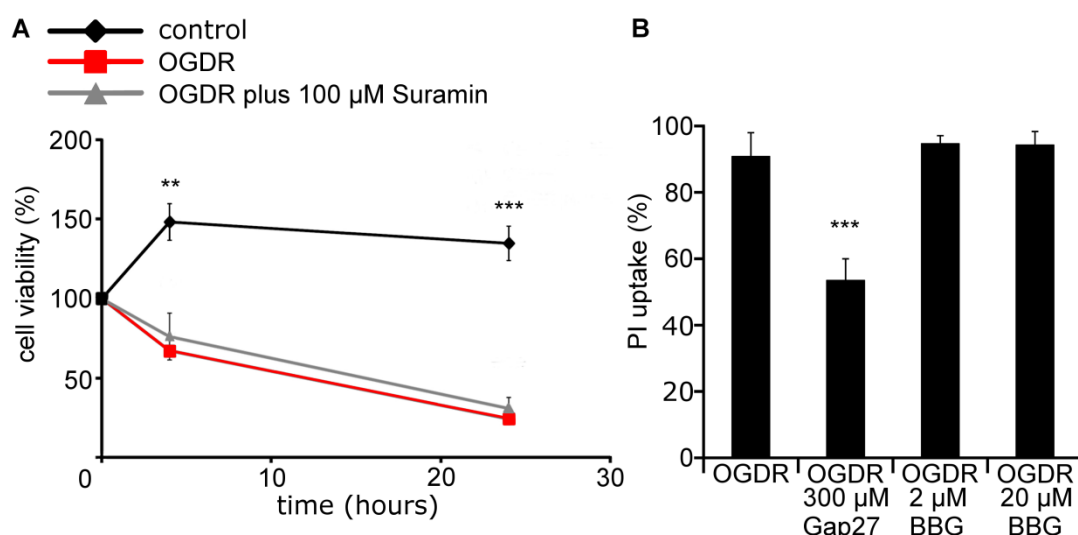 A
control
OGDR
OGDR plus 100 µM Suramin
200
150
100
50
cell viability (%)
**
***
0
10
20
30
time (hours)
B
100
80
60
40
20
0
PI uptake (%)
***
OGDR
OGDR
300 µM
Gap27
OGDR
2 µM
BBG
OGDR
20 µM
BBG